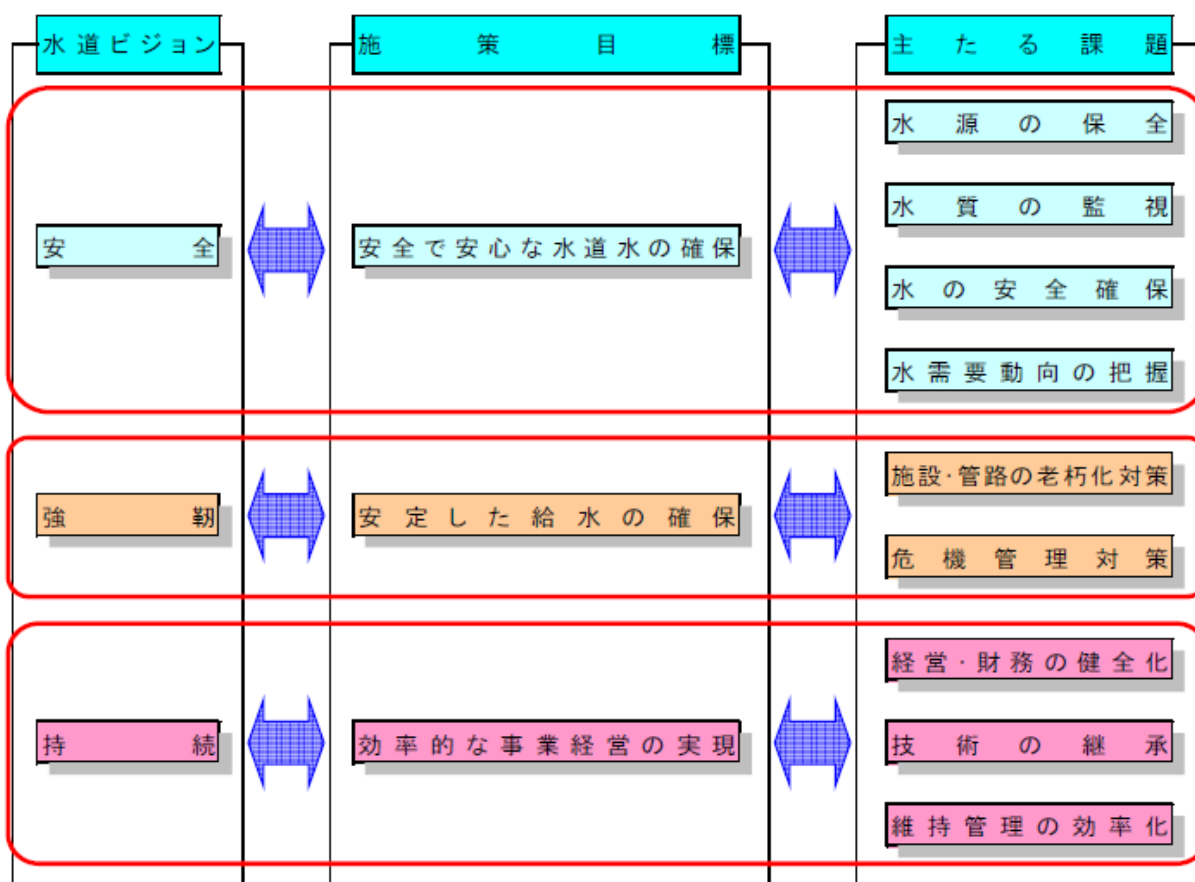 水道ビジョン
施策目標
主たる課題
水源の保全
水質の監視
安全
安全で安心な水道水の確保
水の安全確保
水需要動向の把握
施設・管路の老朽化対策
強靭
安定した給水の確保
危機管理対策
経営・財務の健全化
持続
効率的な事業経営の実現
技術の継承
維持管理の効率化